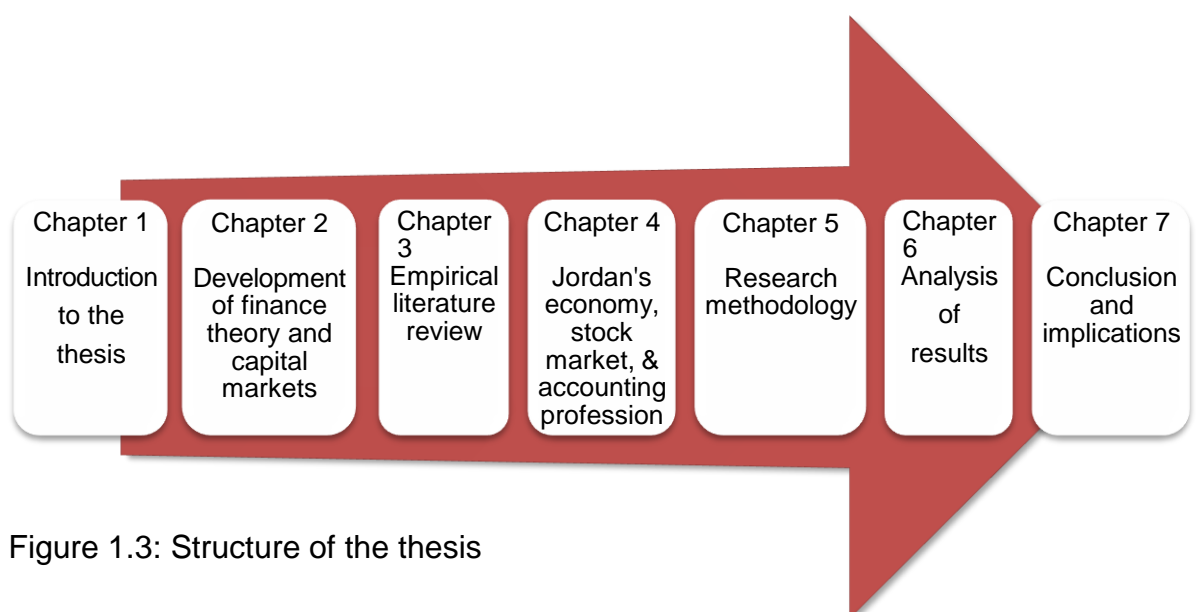 Chapter 1
Introduction
to the
thesis
Chapter 2
Development
of finance
theory and
capital
markets
Chapter
3
Empirical
literature
review
Chapter 4
Jordan's
economy,
stock
market, &
accounting
profession
Chapter 5
Research
methodology
Chapter
6
Analysis
of
results
Chapter 7
Conclusion
and
implications
Figure 1.3: Structure of the thesis